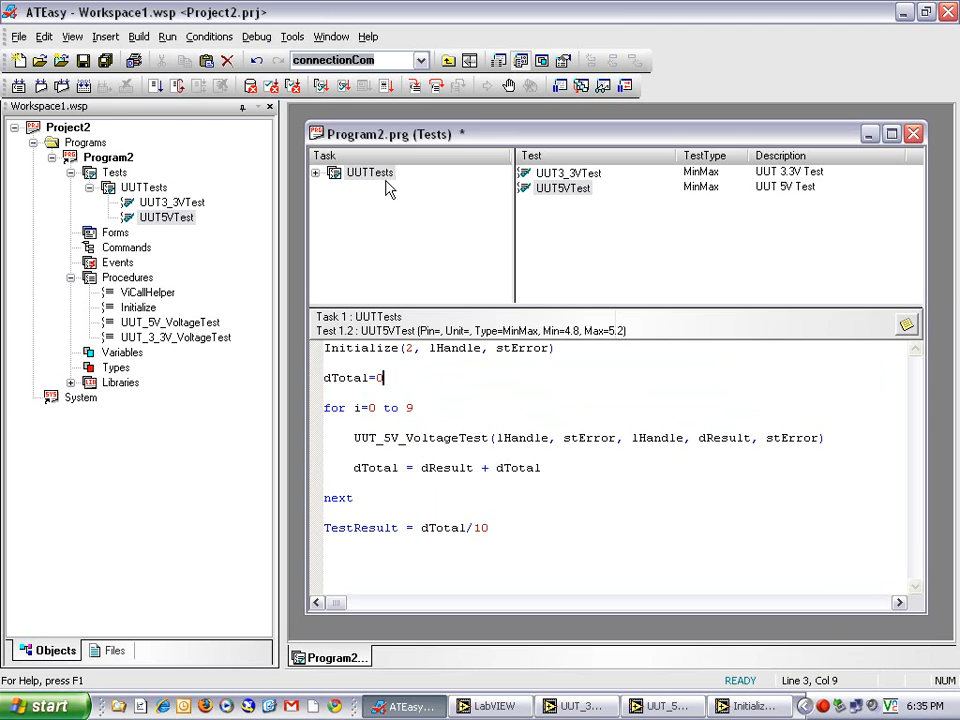 ATEasy - Workspace1.wsp <Project2.prj>
File Edit View Insert Build Run Conditions Debug Tools Window Help
connectionCom
Workspace1.wsp
Project2
Programs
Program2
Tests
UUTTests
UUT3_3VTest
UUT5VTest
Forms
Commands
Events
Procedures
ViCallHelper
Initialize
UUT_5V_VoltageTest
UUT_3_3V_VoltageTest
Variables
Types
Libraries
System
Objects Files
Program2.prg (Tests) *
Task
UUTTests
Test TestType Description
UUT3_3VTest MinMax UUT 3.3V Test
UUT5VTest MinMax UUT 5V Test
Task 1 : UUTTests
Test 1.2 : UUT5VTest (Pin=, Unit=, Type=MinMax, Min=4.8, Max=5.2)
Initialize(2, lHandle, stError)
dTotal=0
for i=0 to 9
UUT_5V_VoltageTest(lHandle, stError, lHandle, dResult, stError)
dTotal = dResult + dTotal
next
TestResult = dTotal/10
Program2...
For Help, press F1 READY Line 3, Col 9 NUM
start ATEasy... LabVIEW UUT_3... UUT_5... Initializ... 6:35 PM